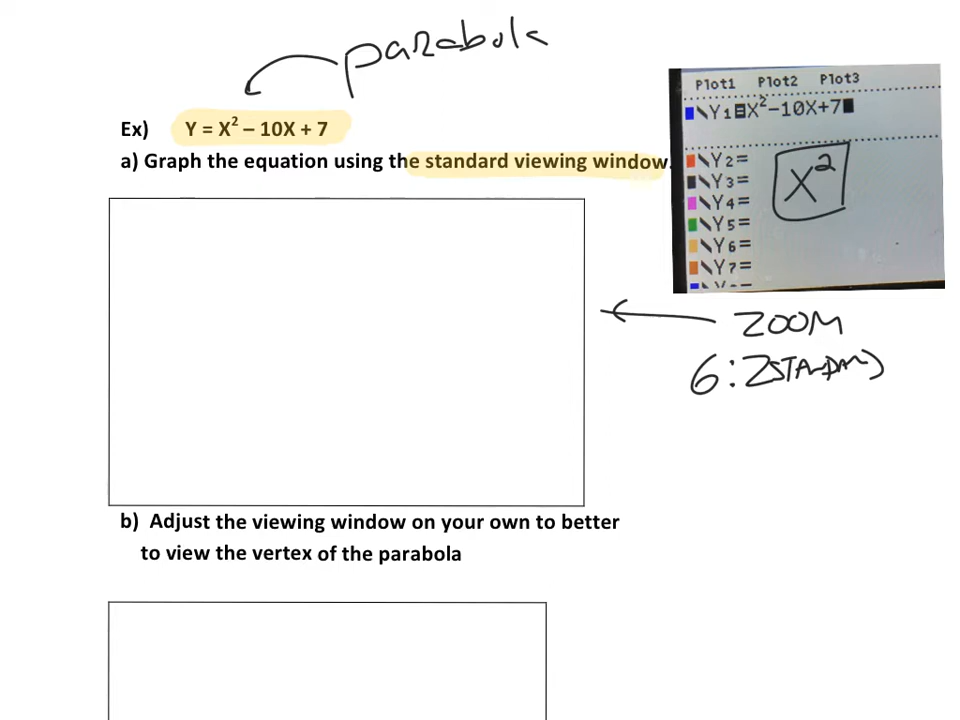 parabola
Ex) Y = X² – 10X + 7
a) Graph the equation using the standard viewing window.
Plot1 Plot2 Plot3
\Y1=X²-10X+7
\Y2=
\Y3=
\Y4=
\Y5=
\Y6=
\Y7=
X²
ZOOM
6: ZSTANDARD
b) Adjust the viewing window on your own to better
to view the vertex of the parabola